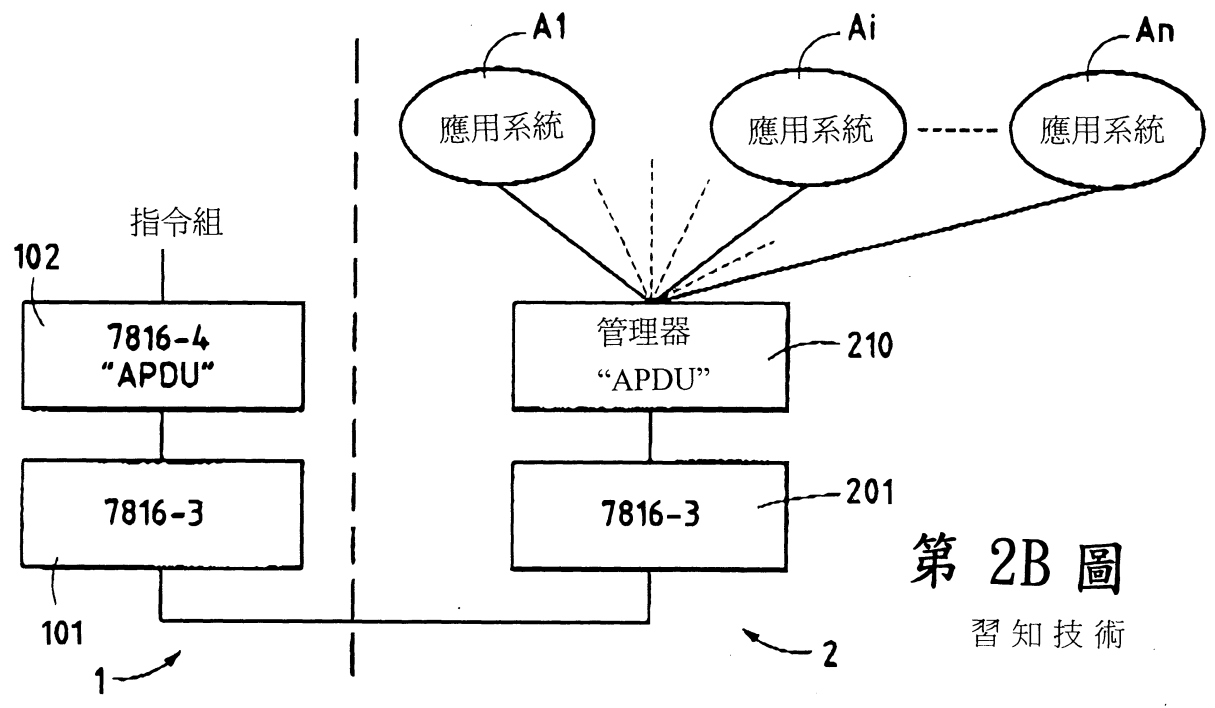 A1
Ai
An
應用系統
應用系統
應用系統
指令組
102
7816-4
“APDU”
管理器
“APDU”
210
7816-3
7816-3
201
101
1
2
第 2B 圖
習知技術